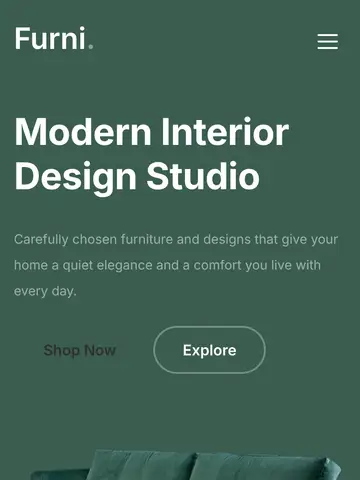 Furni.
Modern Interior
Design Studio
Carefully chosen furniture and designs that give your
home a quiet elegance and a comfort you live with
every day.
Shop Now
Explore